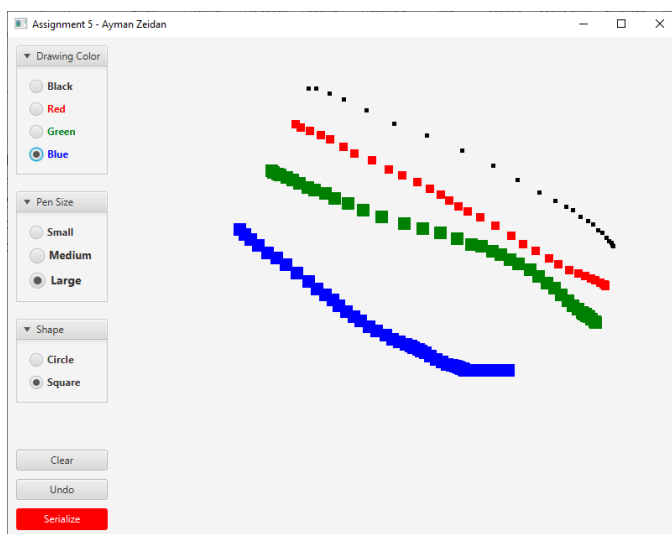 Assignment 5 - Ayman Zeidan
Drawing Color
Black
Red
Green
Blue
Pen Size
Small
Medium
Large
Shape
Circle
Square
Clear
Undo
Serialize